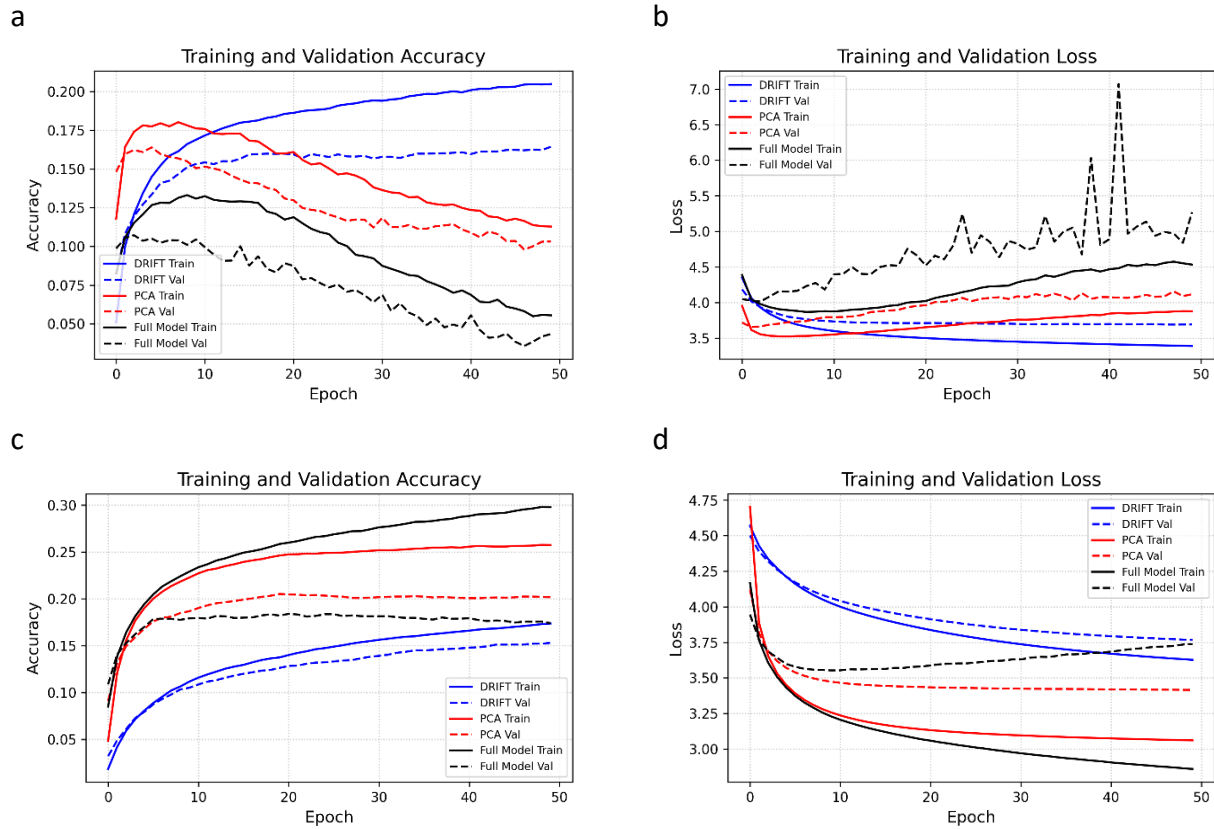 a
Training and Validation Accuracy
0.200
0.175
0.150
0.125
0.100
0.075
0.050
Accuracy
DRIFT Train
DRIFT Val
PCA Train
PCA Val
Full Model Train
Full Model Val
0 10 20 30 40 50
Epoch
b
Training and Validation Loss
7.0
6.5
6.0
5.5
5.0
4.5
4.0
3.5
Loss
DRIFT Train
DRIFT Val
PCA Train
PCA Val
Full Model Train
Full Model Val
0 10 20 30 40 50
Epoch
c
Training and Validation Accuracy
0.30
0.25
0.20
0.15
0.10
0.05
Accuracy
DRIFT Train
DRIFT Val
PCA Train
PCA Val
Full Model Train
Full Model Val
0 10 20 30 40 50
Epoch
d
Training and Validation Loss
4.75
4.50
4.25
4.00
3.75
3.50
3.25
3.00
Loss
DRIFT Train
DRIFT Val
PCA Train
PCA Val
Full Model Train
Full Model Val
0 10 20 30 40 50
Epoch